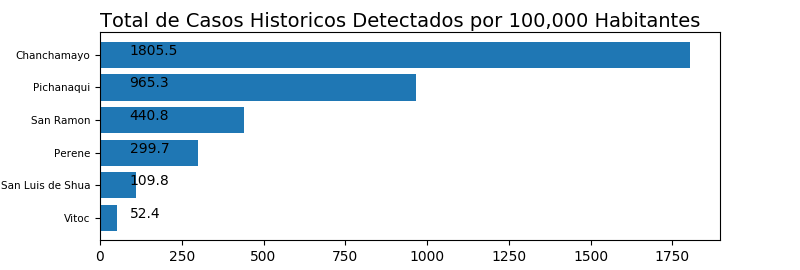 Total de Casos Historicos Detectados por 100,000 Habitantes
Chanchamayo 1805.5
Pichanaqui 965.3
San Ramon 440.8
Perene 299.7
San Luis de Shua 109.8
Vitoc 52.4
0 250 500 750 1000 1250 1500 1750